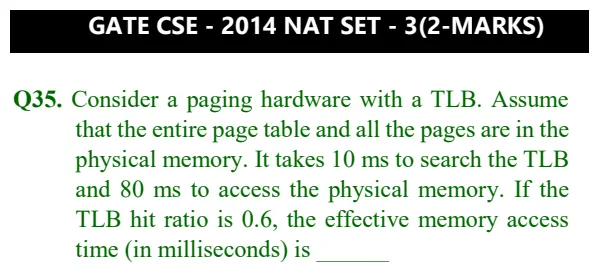 GATE CSE - 2014 NAT SET - 3(2-MARKS)
Q35. Consider a paging hardware with a TLB. Assume
that the entire page table and all the pages are in the
physical memory. It takes 10 ms to search the TLB
and 80 ms to access the physical memory. If the
TLB hit ratio is 0.6, the effective memory access
time (in milliseconds) is ______